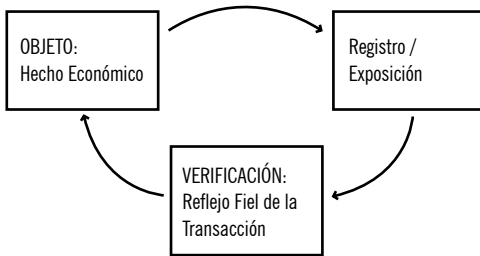 OBJETO:
Hecho Económico
Registro /
Exposición
VERIFICACIÓN:
Reflejo Fiel de la
Transacción